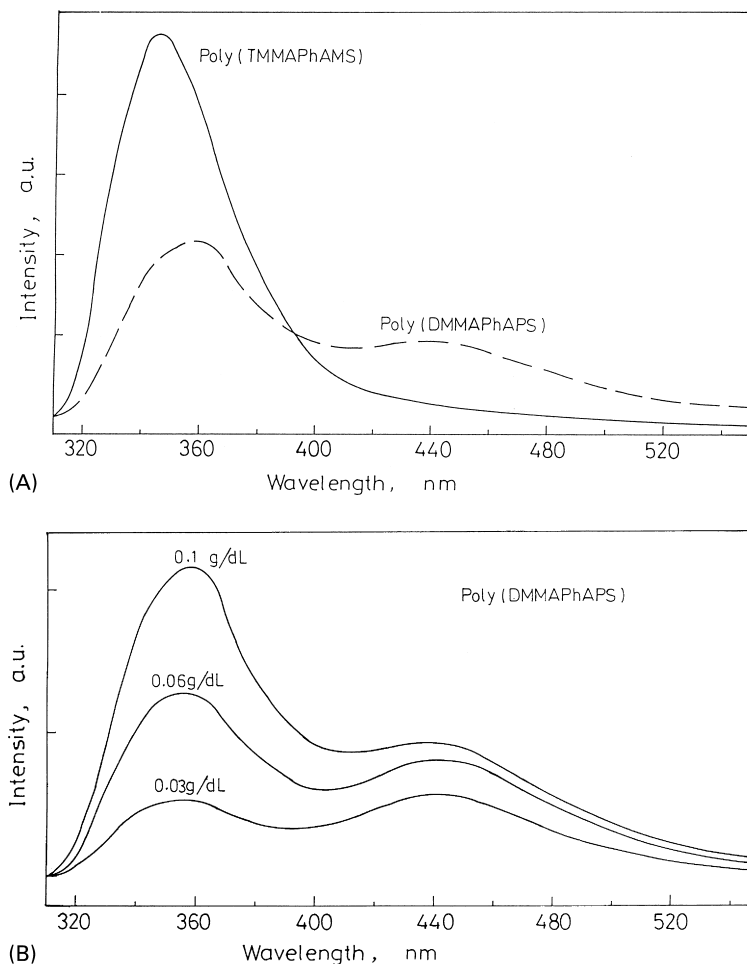 Poly(TMMAPhAMS)
Intensity, a.u.
Poly(DMMAPhAPS)
320 360 400 440 480 520
(A)
Wavelength, nm
0.1 g/dL
Poly(DMMAPhAPS)
0.06g/dL
Intensity, a.u.
0.03g/dL
320 360 400 440 480 520
(B)
Wavelength, nm